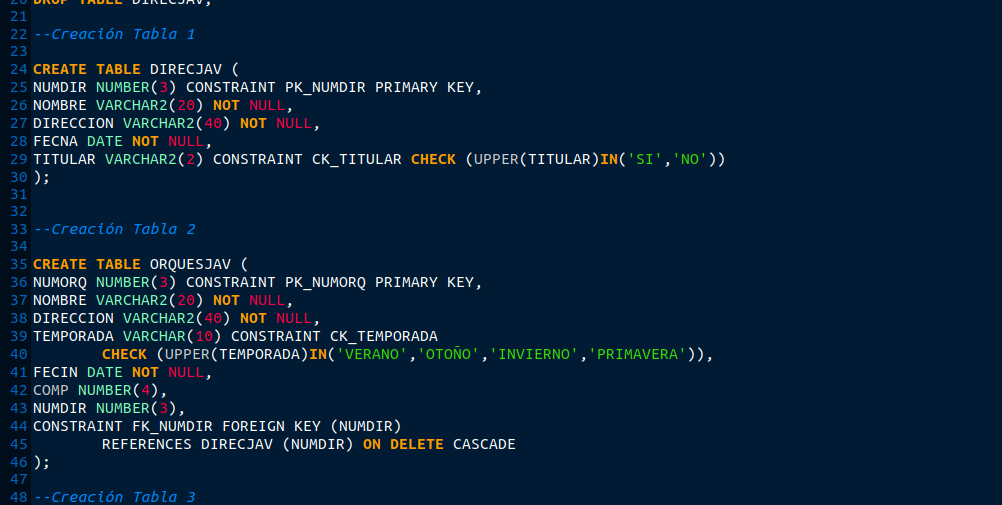 20 DROP TABLE DIRECJAV;
21
22 --Creación Tabla 1
23
24 CREATE TABLE DIRECJAV (
25 NUMDIR NUMBER(3) CONSTRAINT PK_NUMDIR PRIMARY KEY,
26 NOMBRE VARCHAR2(20) NOT NULL,
27 DIRECCION VARCHAR2(40) NOT NULL,
28 FECNA DATE NOT NULL,
29 TITULAR VARCHAR2(2) CONSTRAINT CK_TITULAR CHECK (UPPER(TITULAR)IN('SI','NO'))
30 );
31
32
33 --Creación Tabla 2
34
35 CREATE TABLE ORQUESJAV (
36 NUMORQ NUMBER(3) CONSTRAINT PK_NUMORQ PRIMARY KEY,
37 NOMBRE VARCHAR2(20) NOT NULL,
38 DIRECCION VARCHAR2(40) NOT NULL,
39 TEMPORADA VARCHAR(10) CONSTRAINT CK_TEMPORADA
40 CHECK (UPPER(TEMPORADA)IN('VERANO','OTOÑO','INVIERNO','PRIMAVERA')),
41 FECIN DATE NOT NULL,
42 COMP NUMBER(4),
43 NUMDIR NUMBER(3),
44 CONSTRAINT FK_NUMDIR FOREIGN KEY (NUMDIR)
45 REFERENCES DIRECJAV (NUMDIR) ON DELETE CASCADE
46 );
47
48 --Creación Tabla 3